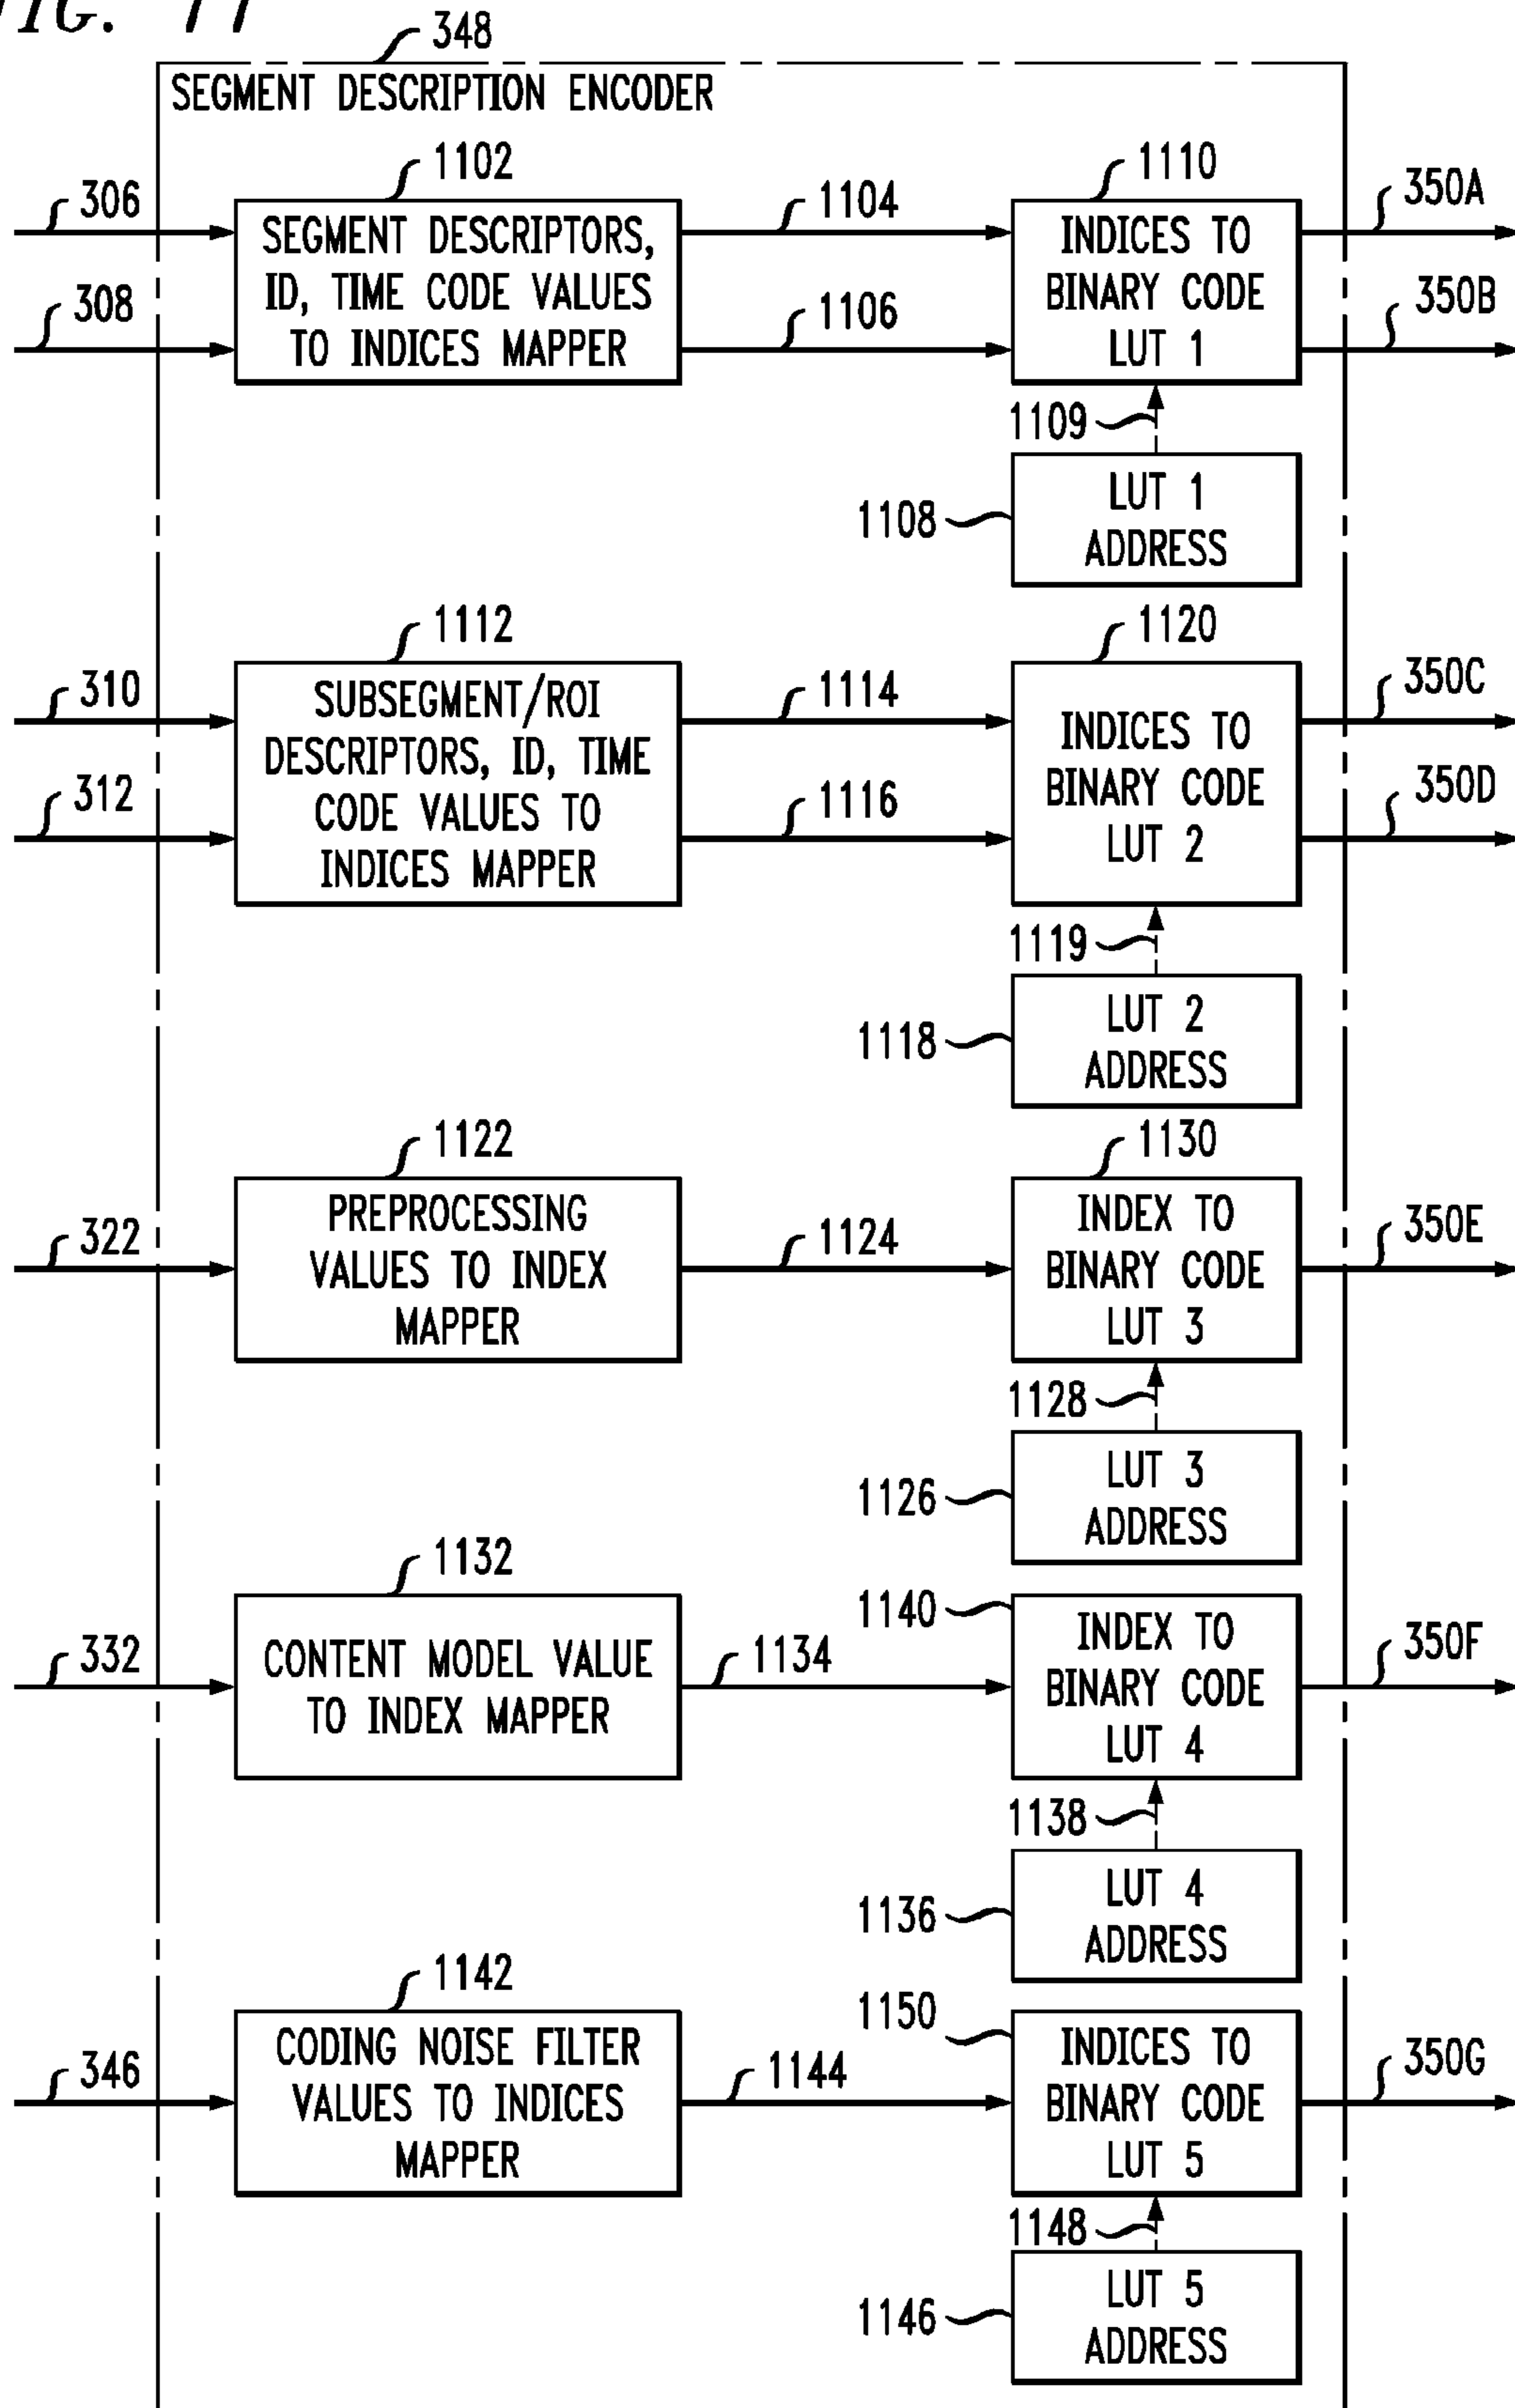 FIG. 11
348
SEGMENT DESCRIPTION ENCODER
1102
1110
306
1104
350A
SEGMENT DESCRIPTORS,
ID, TIME CODE VALUES
TO INDICES MAPPER
INDICES TO
BINARY CODE
LUT 1
308
1106
350B
1109
LUT 1
ADDRESS
1108
1112
1120
310
1114
350C
SUBSEGMENT/ROI
DESCRIPTORS, ID, TIME
CODE VALUES TO
INDICES MAPPER
INDICES TO
BINARY CODE
LUT 2
312
1116
350D
1119
LUT 2
ADDRESS
1118
1122
1130
322
PREPROCESSING
VALUES TO INDEX
MAPPER
1124
INDEX TO
BINARY CODE
LUT 3
350E
1128
LUT 3
ADDRESS
1126
1132
1140
332
CONTENT MODEL VALUE
TO INDEX MAPPER
1134
INDEX TO
BINARY CODE
LUT 4
350F
1138
LUT 4
ADDRESS
1136
1142
1150
346
CODING NOISE FILTER
VALUES TO INDICES
MAPPER
1144
INDICES TO
BINARY CODE
LUT 5
350G
1148
LUT 5
ADDRESS
1146